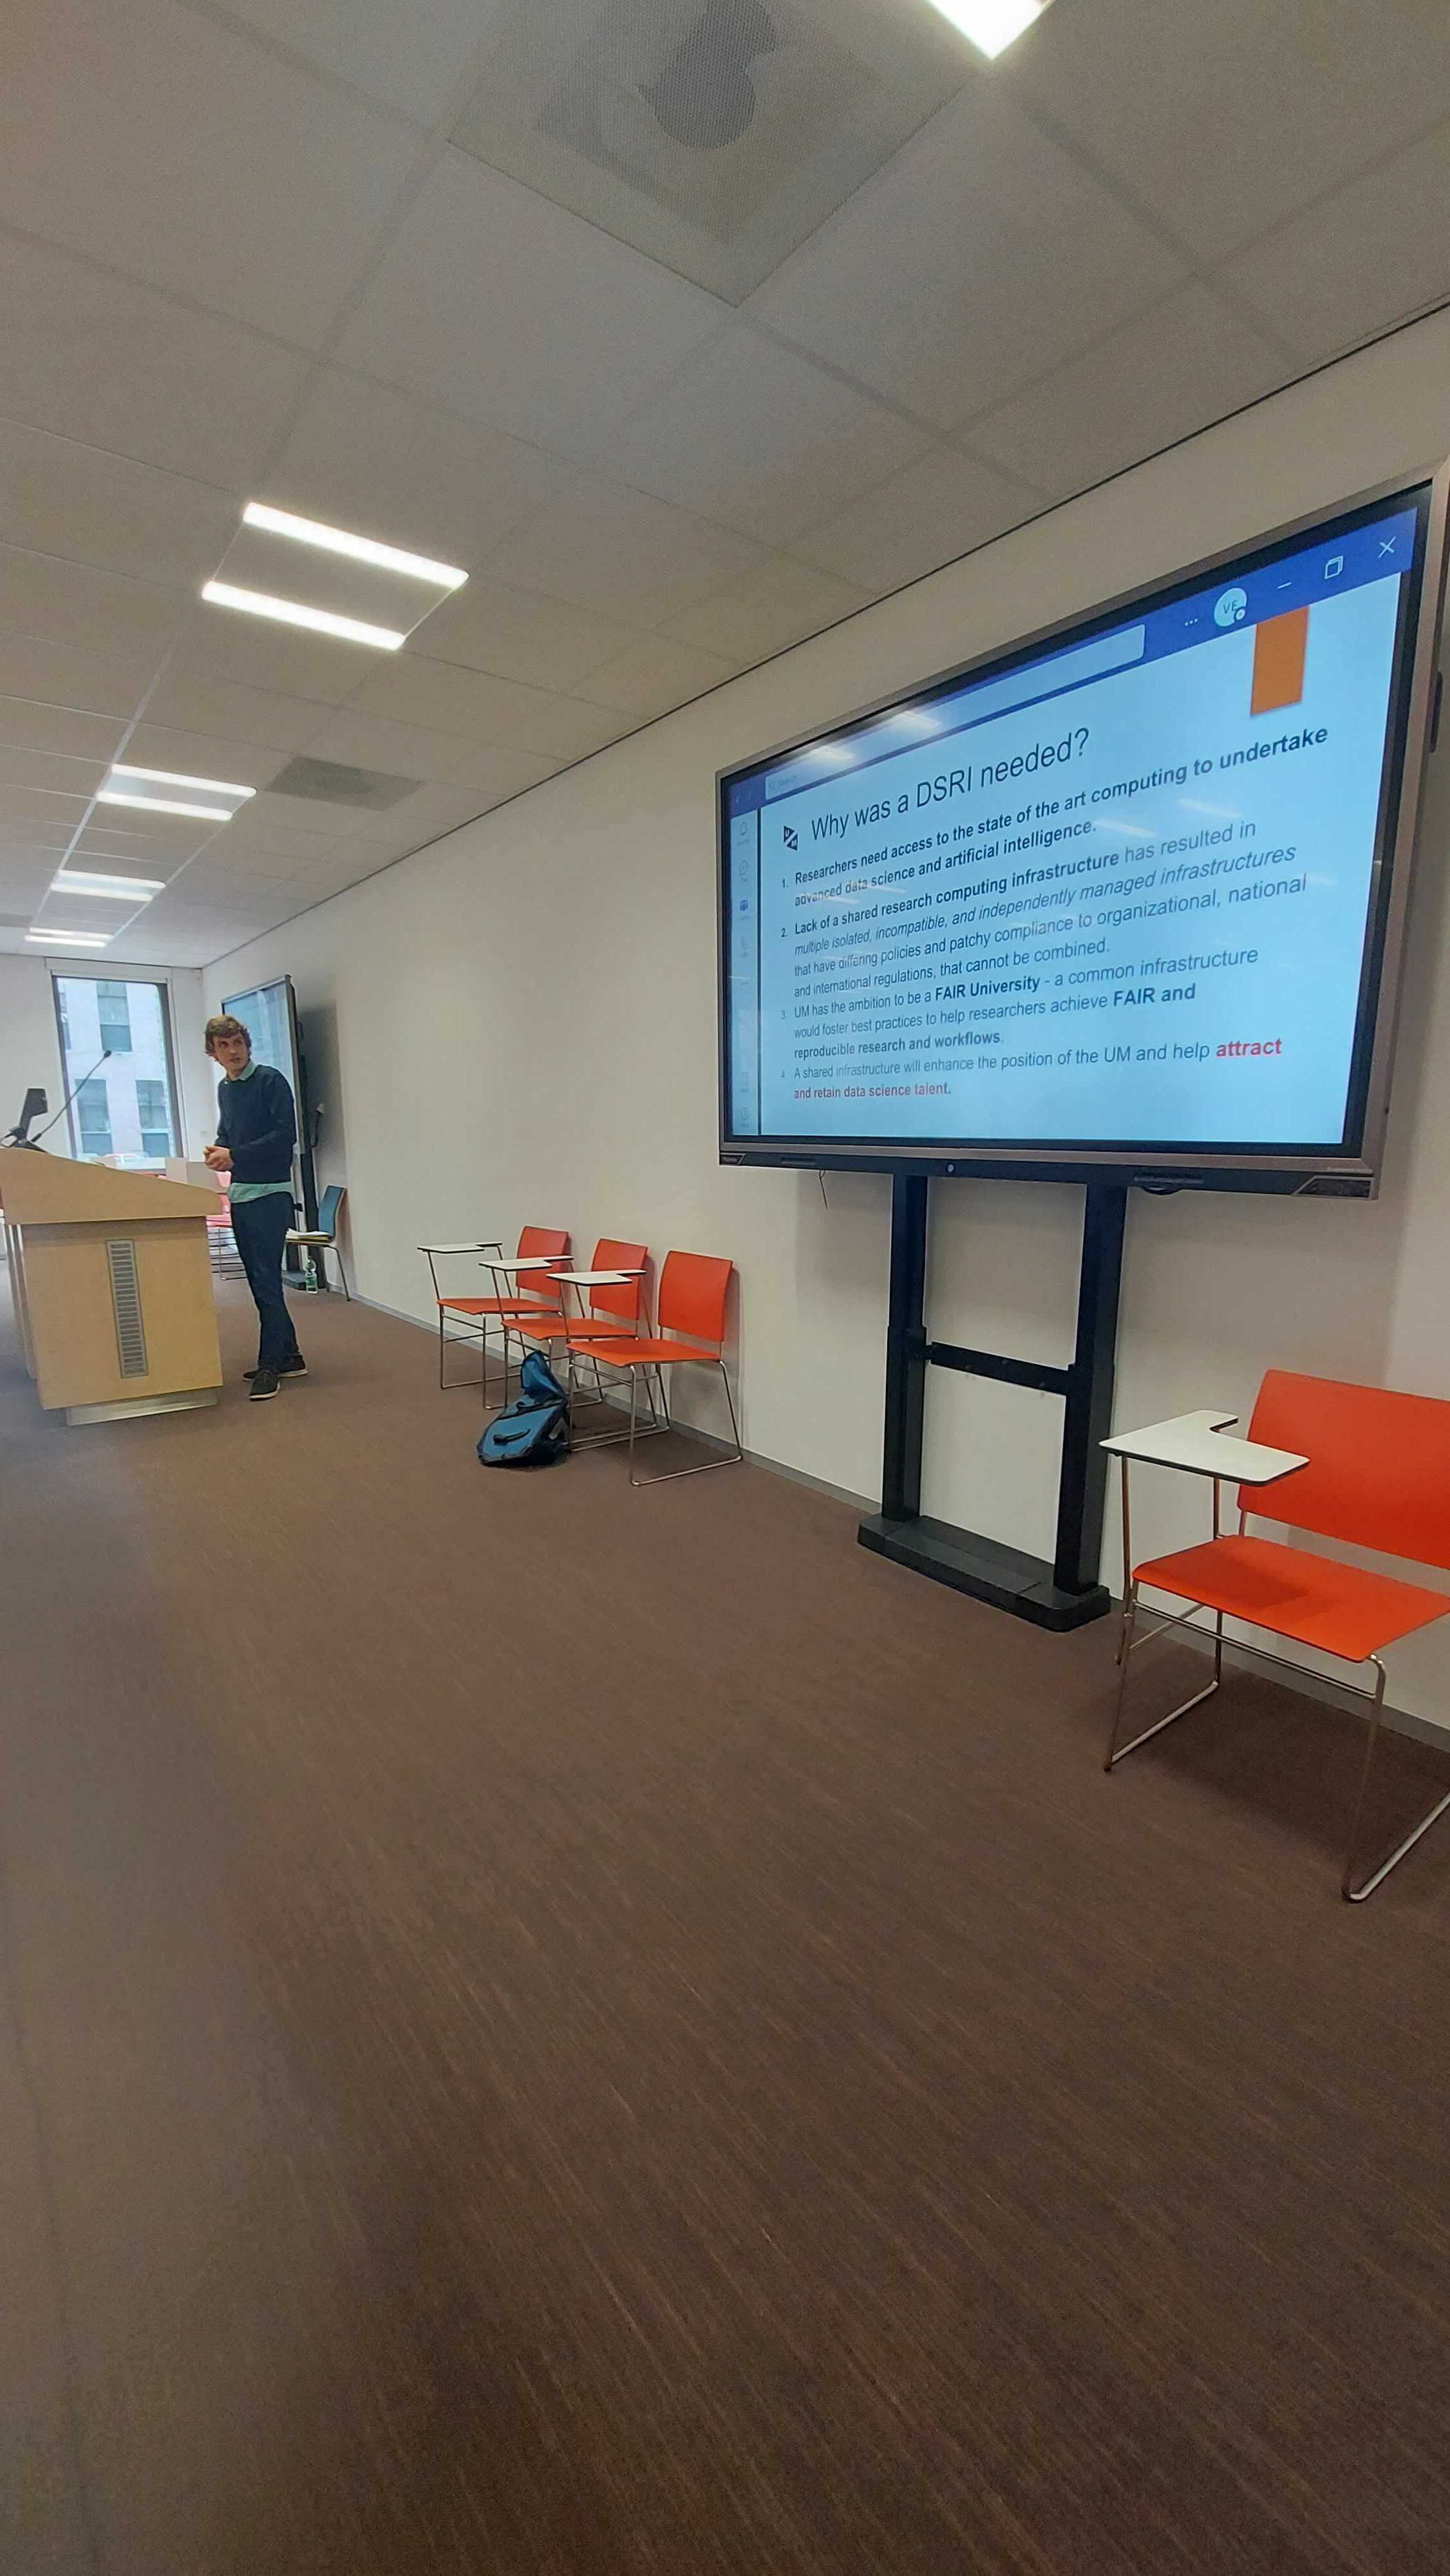 VE
Why was a DSRI needed?
1. Researchers need access to the state of the art computing to undertake
advanced data science and artificial intelligence.
2. Lack of a shared research computing infrastructure has resulted in
multiple isolated, incompatible, and independently managed infrastructures
that have differing policies and patchy compliance to organizational, national
and international regulations, that cannot be combined.
3. UM has the ambition to be a FAIR University - a common infrastructure
would foster best practices to help researchers achieve FAIR and
reproducible research and workflows.
4. A shared infrastructure will enhance the position of the UM and help attract
and retain data science talent.